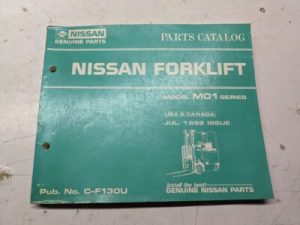 NISSAN
GENUINE PARTS
PARTS CATALOG
NISSAN FORKLIFT
MODEL M01 SERIES
USA & CANADA
JUL. 1992 ISSUE
Install the best!
GENUINE NISSAN PARTS
Pub. No. C-F130U